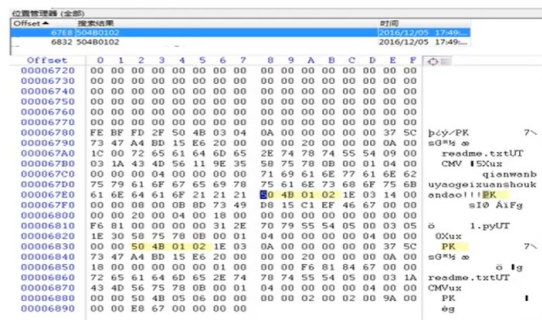 位置管理器 (全部)
Offset 搜索结果 时间
67E8 504B0102 2016/12/05 17:49:...
6832 504B0102 2016/12/05 17:49:...
Offset 0 1 2 3 4 5 6 7 8 9 A B C D E F
00006720 00 00 00 00 00 00 00 00 00 00 00 00 00 00 00 00
00006730 00 00 00 00 00 00 00 00 00 00 00 00 00 00 00 00
00006740 00 00 00 00 00 00 00 00 00 00 00 00 00 00 00 00
00006750 00 00 00 00 00 00 00 00 00 00 00 00 00 00 00 00
00006760 00 00 00 00 00 00 00 00 00 00 00 00 00 00 00 00
00006770 00 00 00 00 00 00 00 00 00 00 00 00 00 00 00 00
00006780 FE BF FD 2F 50 4B 03 04 0A 00 00 00 00 00 37 5C þ¿ý/PK 7\
00006790 73 47 A4 BD 15 E6 20 00 00 00 20 00 00 00 0A 00 sG¤½ æ
000067A0 1C 00 72 65 61 64 6D 65 2E 74 78 74 55 54 09 00 readme.txtUT
000067B0 03 1A 43 4D 56 11 9E 35 58 75 78 0B 00 01 04 00 CMV ž5Xux
000067C0 00 00 00 04 00 00 00 00 71 69 61 6E 77 61 6E 62 qianwanb
000067D0 75 79 61 6F 67 65 69 78 75 61 6E 73 68 6F 75 6B uyaogeixuanshouk
000067E0 61 6E 64 61 6F 21 21 21 50 4B 01 02 1E 03 14 00 andao!!!PK
000067F0 00 00 08 00 0B 8D 73 49 D8 15 C1 EF 46 67 00 00 sIØ ÁïFg
00006800 00 00 20 00 04 00 18 00 00 00 00 00 00 00 00 00
00006810 F6 81 00 00 00 00 31 2E 70 79 55 54 05 00 03 05 ö 1.pyUT
00006820 1E 30 58 75 78 0B 00 01 04 00 00 00 00 04 00 00 0Xux
00006830 00 00 50 4B 01 02 1E 03 0A 00 00 00 00 00 37 5C PK 7\
00006840 73 47 A4 BD 15 E6 20 00 00 00 20 00 00 00 0A 00 sG¤½ æ
00006850 18 00 00 00 00 00 01 00 00 00 F6 81 84 67 00 00 ö „g
00006860 72 65 61 64 6D 65 2E 74 78 74 55 54 05 00 03 1A readme.txtUT
00006870 43 4D 56 75 78 0B 00 01 04 00 00 00 00 04 00 00 CMVux
00006880 00 00 50 4B 05 06 00 00 00 00 02 00 02 00 9A 00 PK
00006890 00 00 E8 67 00 00 00 00 èg